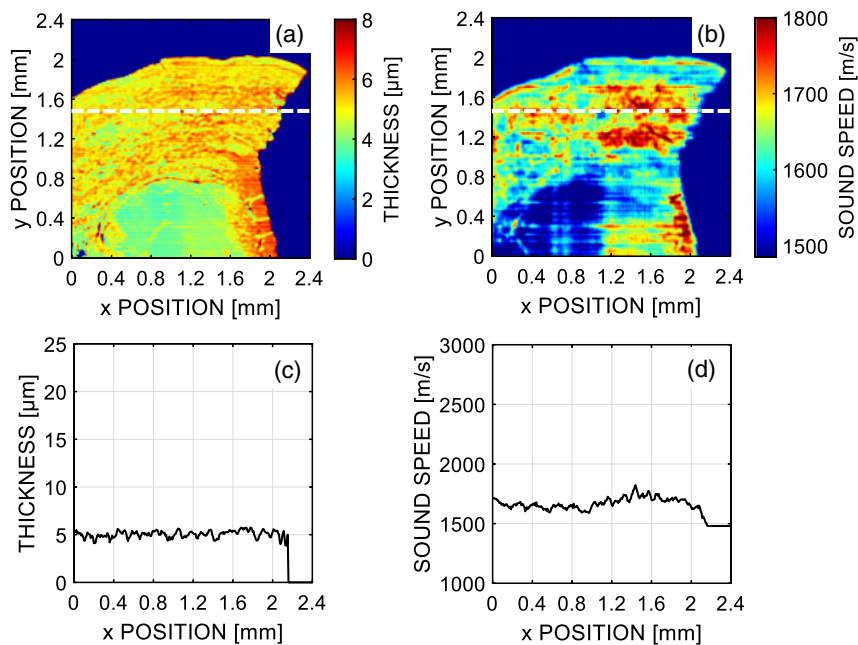 (a)
2.4
2
1.6
1.2
0.8
0.4
0
y POSITION [mm]
0 0.4 0.8 1.2 1.6 2 2.4
x POSITION [mm]
8
6
4
2
0
THICKNESS [µm]
(b)
2.4
2
1.6
1.2
0.8
0.4
0
y POSITION [mm]
0 0.4 0.8 1.2 1.6 2 2.4
x POSITION [mm]
1800
1700
1600
1500
SOUND SPEED [m/s]
(c)
25
20
15
10
5
0
THICKNESS [µm]
0 0.4 0.8 1.2 1.6 2 2.4
x POSITION [mm]
(d)
3000
2500
2000
1500
1000
SOUND SPEED [m/s]
0 0.4 0.8 1.2 1.6 2 2.4
x POSITION [mm]